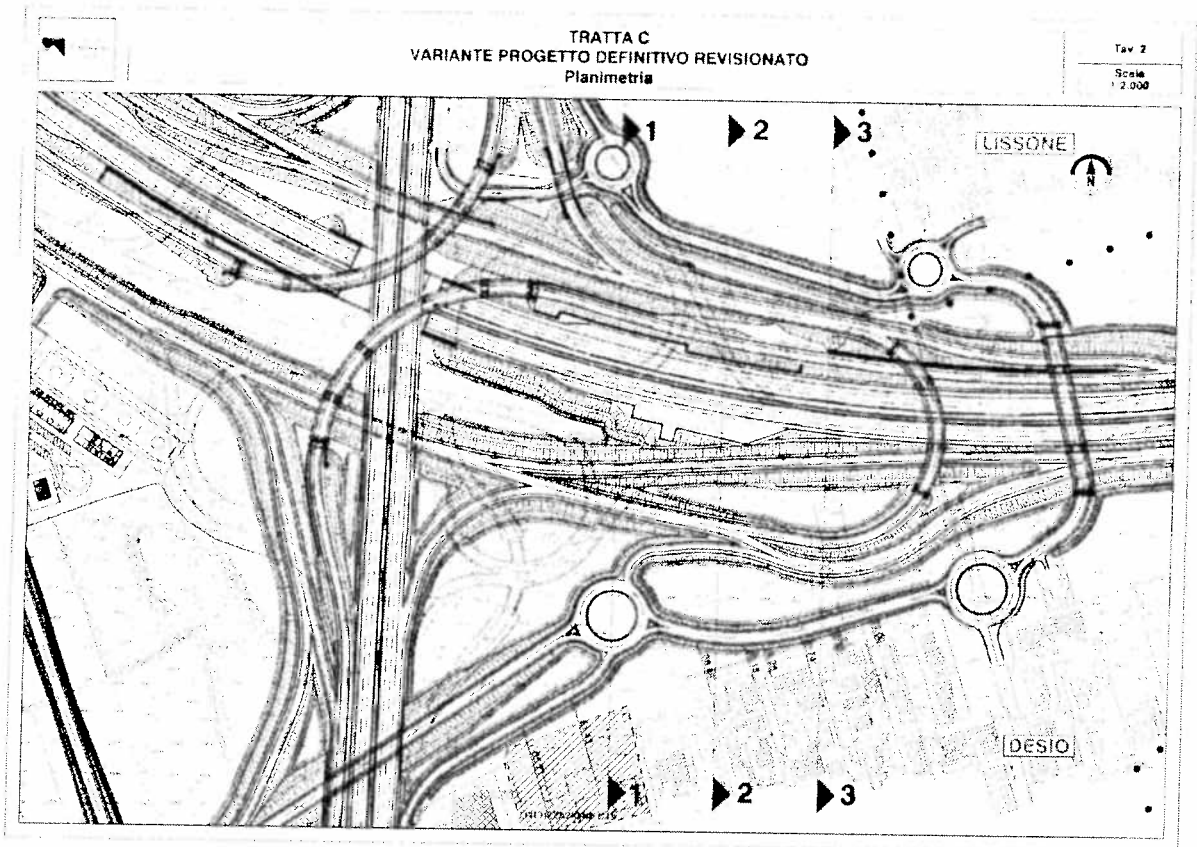 TRATTA C
VARIANTE PROGETTO DEFINITIVO REVISIONATO
Planimetria
Tav. 2
Scala
1:2.000
1 2 3
LISSONE
N
DESIO
1 2 3